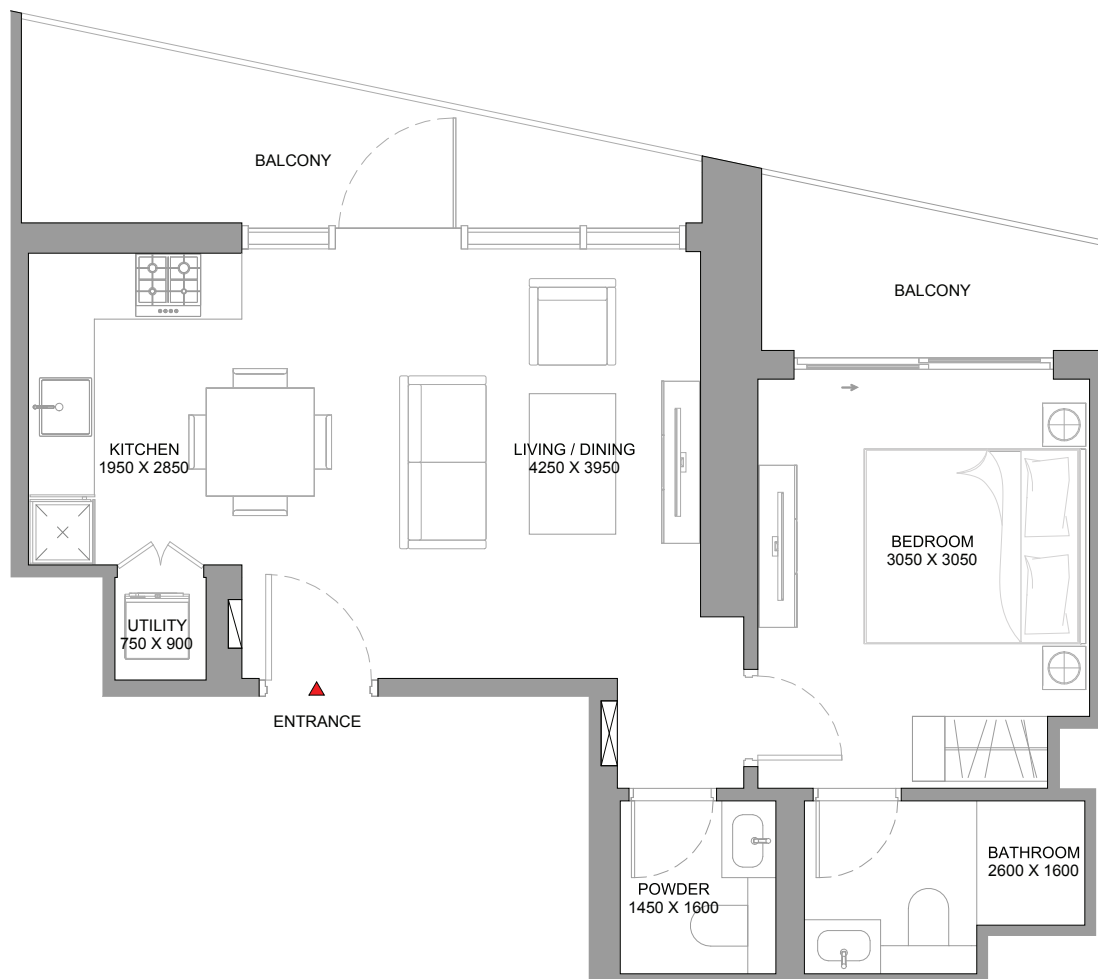 BALCONY
BALCONY
KITCHEN
1950 X 2850
LIVING / DINING
4250 X 3950
BEDROOM
3050 X 3050
UTILITY
750 X 900
ENTRANCE
POWDER
1450 X 1600
BATHROOM
2600 X 1600